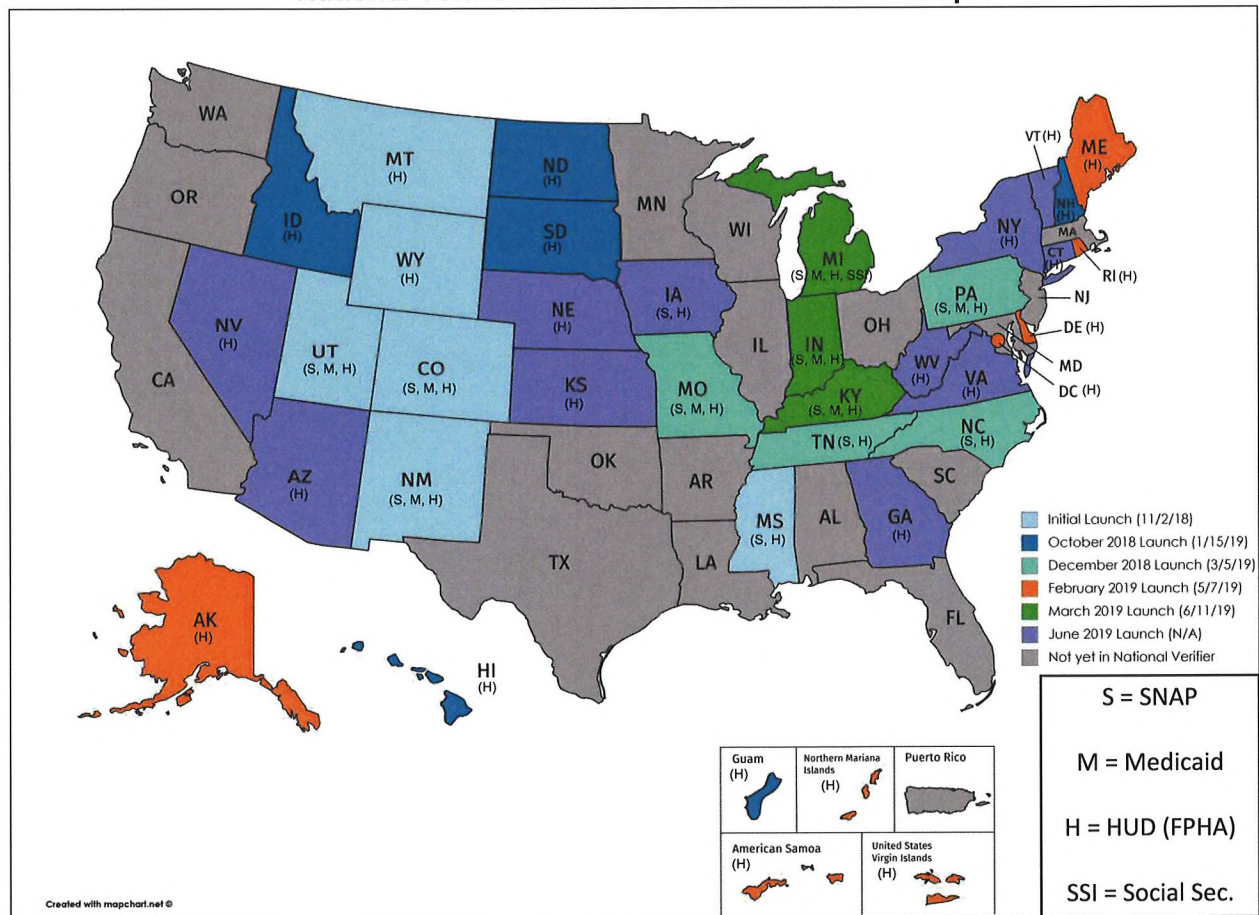 WA
MT
(H)
ND
(H)
MN
VT (H)
ME
(H)
OR
ID
(H)
SD
(H)
WI
NY
(H)
NH
(H)
MA
WY
(H)
MI
(S, M, H, SSI)
CT
(H)
RI (H)
NV
(H)
NE
(H)
IA
(S, H)
PA
(S, M, H)
NJ
UT
(S, M, H)
CO
(S, M, H)
IL
IN
(S, M, H)
OH
DE (H)
CA
KS
(H)
MO
(S, M, H)
WV
(H)
VA
(H)
MD
KY
(S, M, H)
DC (H)
AZ
(H)
NM
(S, M, H)
OK
AR
TN (S, H)
NC
(S, H)
SC
TX
LA
MS
(S, H)
AL
GA
(H)
FL
AK
(H)
HI
(H)
Initial Launch (11/2/18)
October 2018 Launch (1/15/19)
December 2018 Launch (3/5/19)
February 2019 Launch (5/7/19)
March 2019 Launch (6/11/19)
June 2019 Launch (N/A)
Not yet in National Verifier
S = SNAP
M = Medicaid
H = HUD (FPHA)
SSI = Social Sec.
Guam
(H)
Northern Mariana
Islands
(H)
Puerto Rico
American Samoa
(H)
United States
Virgin Islands
(H)
Created with mapchart.net ©